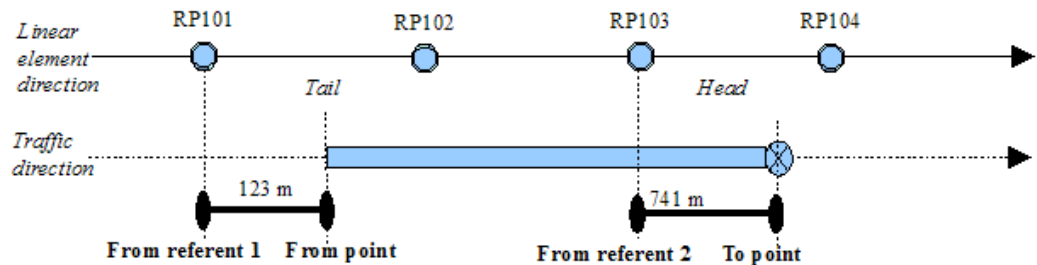 RP101 RP102 RP103 RP104
Linear
element
direction
Tail Head
Traffic
direction
123 m 741 m
From referent 1 From point From referent 2 To point